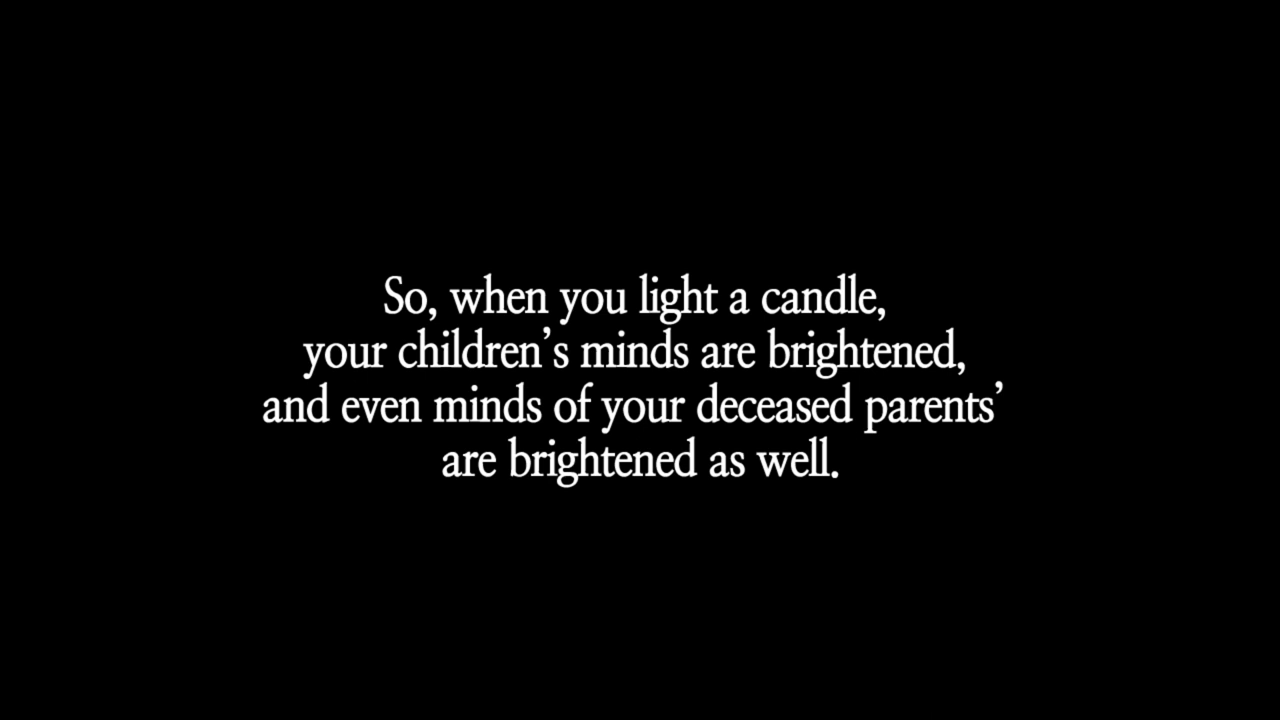 So, when you light a candle,
your children’s minds are brightened,
and even minds of your deceased parents’
are brightened as well.